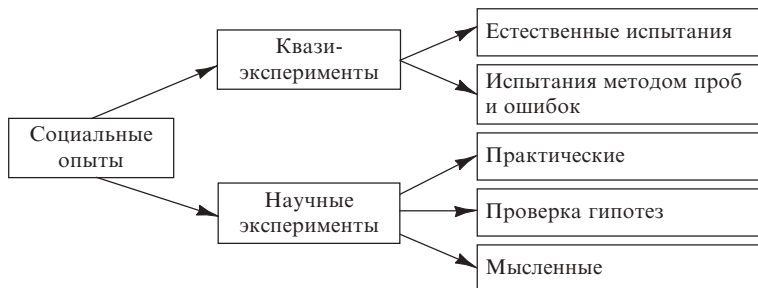 Социальные
опыты
Квази-
эксперименты
Естественные испытания
Испытания методом проб
и ошибок
Научные
эксперименты
Практические
Проверка гипотез
Мысленные